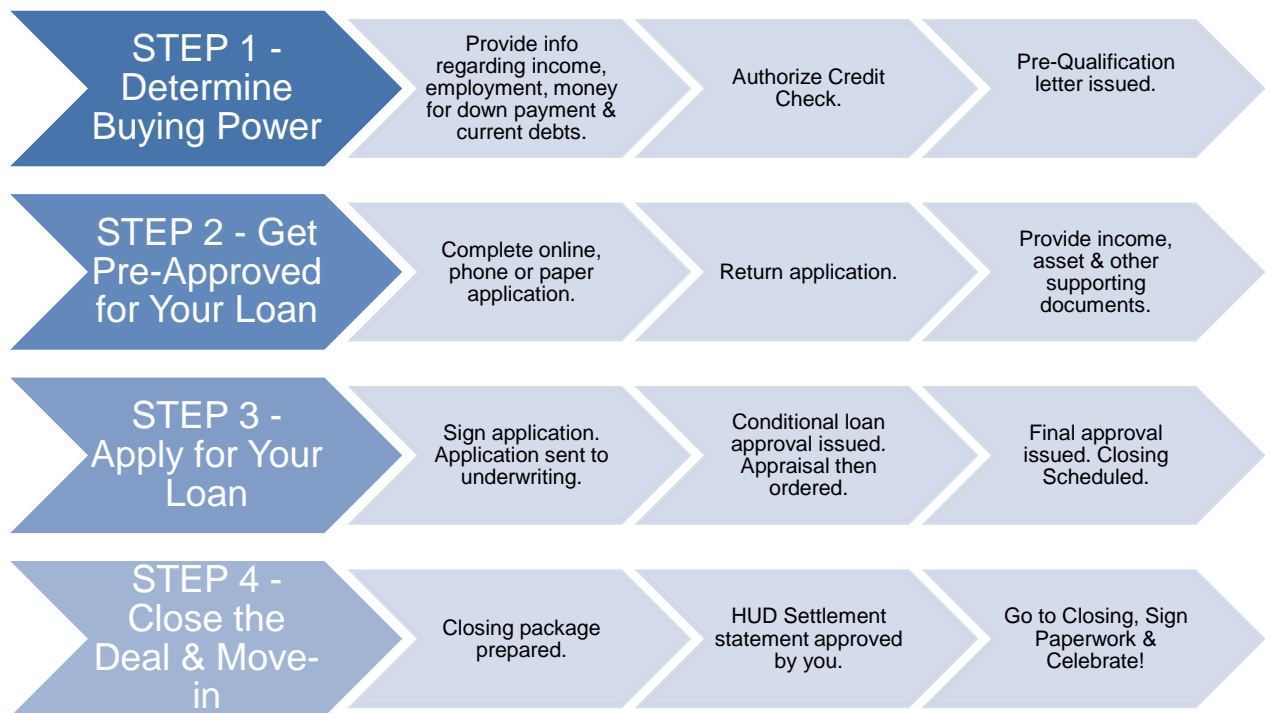 STEP 1 -
Determine
Buying Power
Provide info
regarding income,
employment, money
for down payment &
current debts.
Authorize Credit
Check.
Pre-Qualification
letter issued.
STEP 2 - Get
Pre-Approved
for Your Loan
Complete online,
phone or paper
application.
Return application.
Provide income,
asset & other
supporting
documents.
STEP 3 -
Apply for Your
Loan
Sign application.
Application sent to
underwriting.
Conditional loan
approval issued.
Appraisal then
ordered.
Final approval
issued. Closing
Scheduled.
STEP 4 -
Close the
Deal & Move-
in
Closing package
prepared.
HUD Settlement
statement approved
by you.
Go to Closing, Sign
Paperwork &
Celebrate!